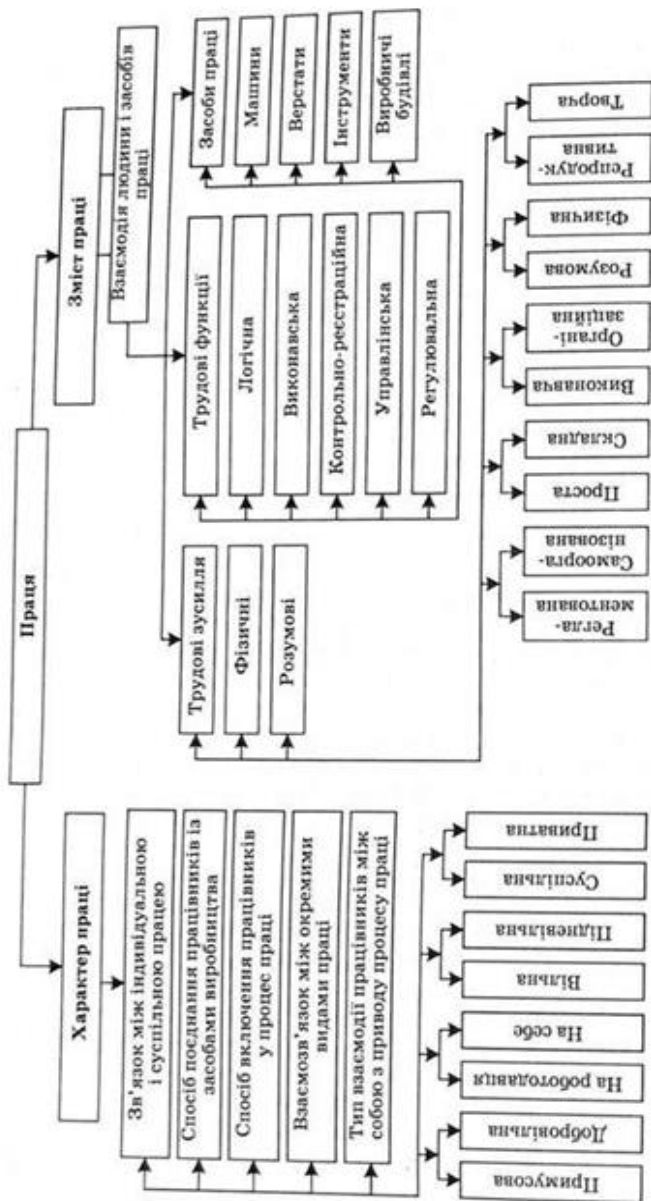 Праця
Характер праці
Зв'язок між індивідуальною
і суспільною працею
Спосіб поєднання працівників із
засобами виробництва
Спосіб включення працівників
у процес праці
Взаємозв'язок між окремими
видами праці
Тип взаємодії працівників між
собою з приводу процесу праці
Примусова
Добровільна
На роботодавця
На себе
Вільна
Підневільна
Суспільна
Приватна
Зміст праці
Взаємодія людини і засобів
праці
Трудові зусилля
Фізичні
Розумові
Трудові функції
Логічна
Виконавська
Контрольно-реєстраційна
Управлінська
Регулювальна
Засоби праці
Машини
Верстати
Інструменти
Виробничі
будівлі
Регла-
ментована
Самоорга-
нізована
Проста
Складна
Виконавча
Органі-
заційна
Розумова
Фізична
Репродук-
тивна
Творча